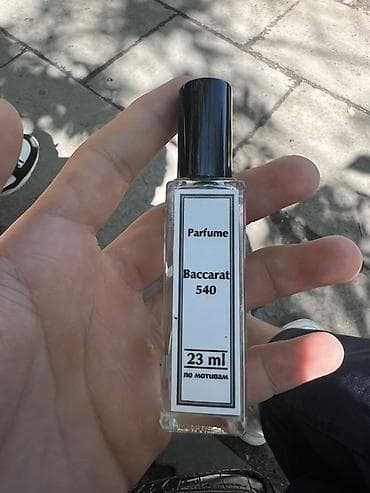 Parfume
Baccarat
540
23 ml
по мотивам